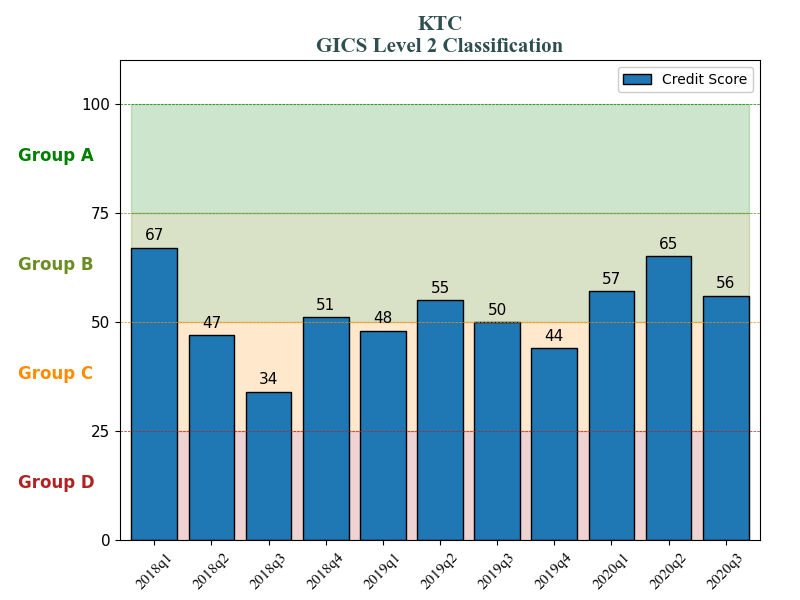 KTC
GICS Level 2 Classification
Credit Score
100
Group A
75
67
65
Group B
57
56
55
51
50
50
48
47
44
Group C
34
25
Group D
0
2018q1 2018q2 2018q3 2018q4 2019q1 2019q2 2019q3 2019q4 2020q1 2020q2 2020q3